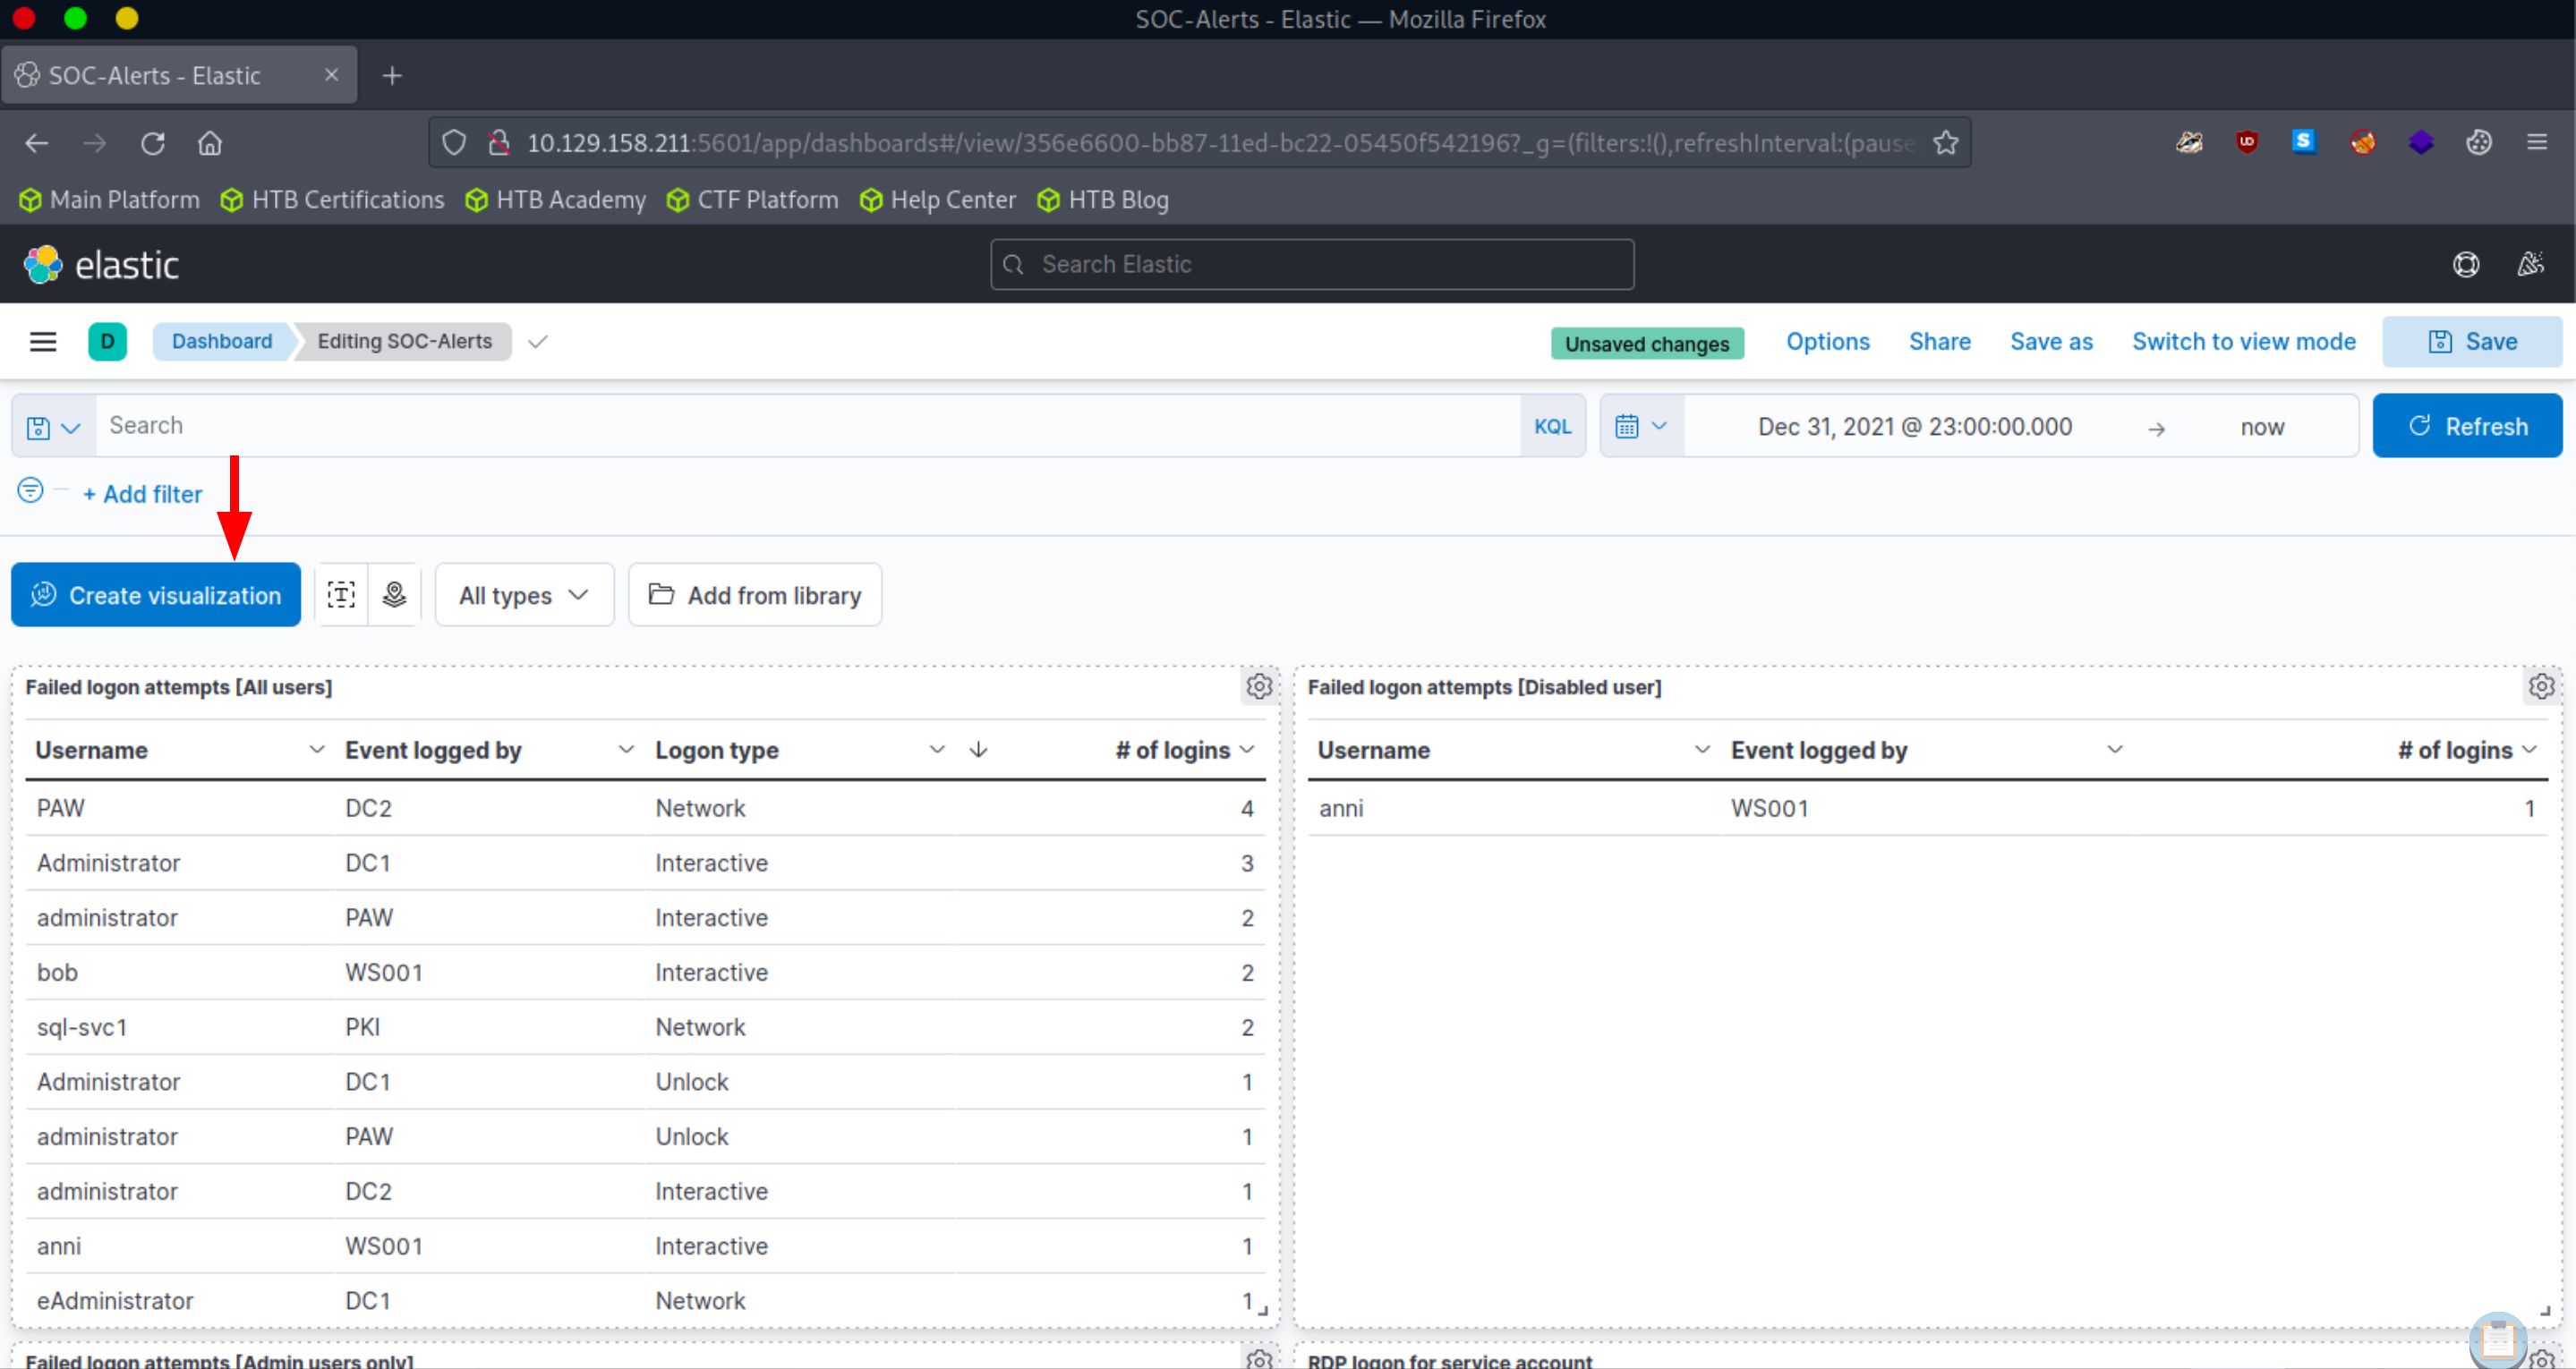 SOC-Alerts - Elastic — Mozilla Firefox
SOC-Alerts - Elastic
10.129.158.211:5601/app/dashboards#/view/356e6600-bb87-11ed-bc22-05450f542196?_g=(filters:!(),refreshInterval:(pause
Main Platform HTB Certifications HTB Academy CTF Platform Help Center HTB Blog
elastic Search Elastic
D Dashboard Editing SOC-Alerts Unsaved changes Options Share Save as Switch to view mode Save
Search KQL Dec 31, 2021 @ 23:00:00.000 → now Refresh
+ Add filter
Create visualization All types Add from library
Failed logon attempts [All users]
Username Event logged by Logon type # of logins
PAW DC2 Network 4
Administrator DC1 Interactive 3
administrator PAW Interactive 2
bob WS001 Interactive 2
sql-svc1 PKI Network 2
Administrator DC1 Unlock 1
administrator PAW Unlock 1
administrator DC2 Interactive 1
anni WS001 Interactive 1
eAdministrator DC1 Network 1
Failed logon attempts [Disabled user]
Username Event logged by # of logins
anni WS001 1
Failed logon attempts [Admin users only]
RDP logon for service account